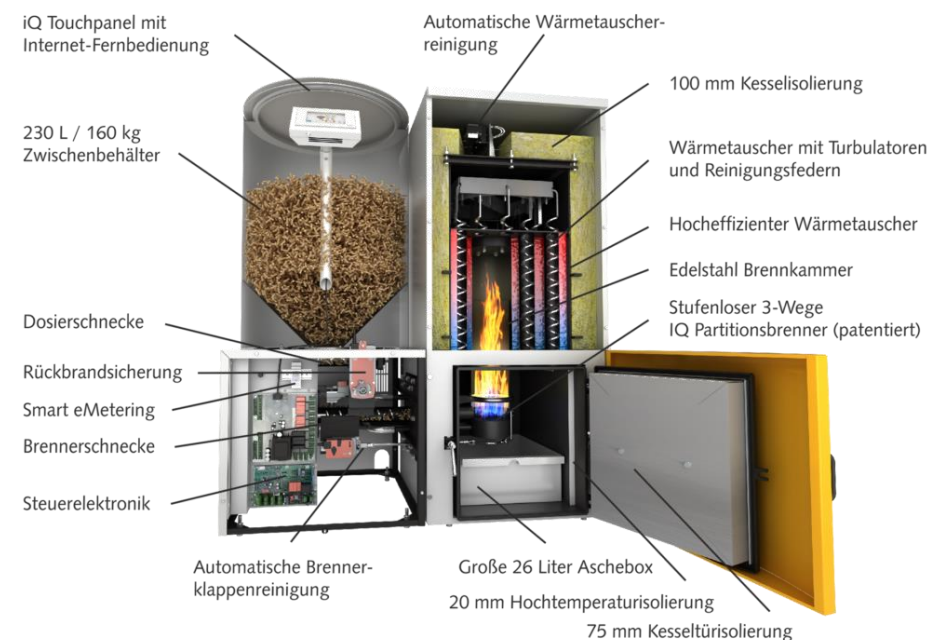 iQ Touchpanel mit
Internet-Fernbedienung
230 L / 160 kg
Zwischenbehälter
Dosierschnecke
Rückbrandsicherung
Smart eMetering
Brennerschnecke
Steuerelektronik
Automatische Brenner-
klappenreinigung
Automatische Wärmetauscher-
reinigung
100 mm Kesselisolierung
Wärmetauscher mit Turbulatoren
und Reinigungsfedern
Hocheffizienter Wärmetauscher
Edelstahl Brennkammer
Stufenloser 3-Wege
IQ Partitionsbrenner (patentiert)
Große 26 Liter Aschebox
20 mm Hochtemperaturisolierung
75 mm Kesseltürisolierung